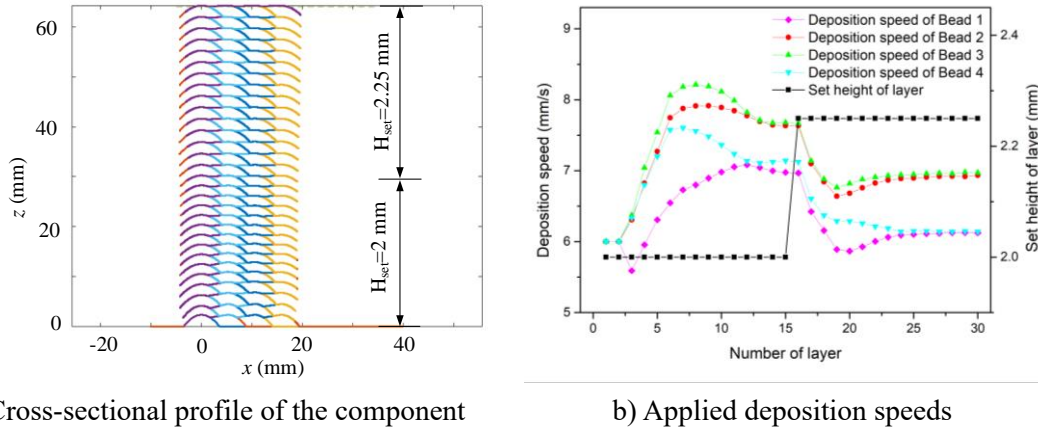 60
40
20
0
z (mm)
-20
0
20
40
x (mm)
Hset=2.25 mm
Hset=2 mm
Cross-sectional profile of the component
9
8
7
6
5
Deposition speed (mm/s)
Deposition speed of Bead 1
Deposition speed of Bead 2
Deposition speed of Bead 3
Deposition speed of Bead 4
Set height of layer
2.4
2.2
2.0
Set height of layer (mm)
0
5
10
15
20
25
30
Number of layer
b) Applied deposition speeds